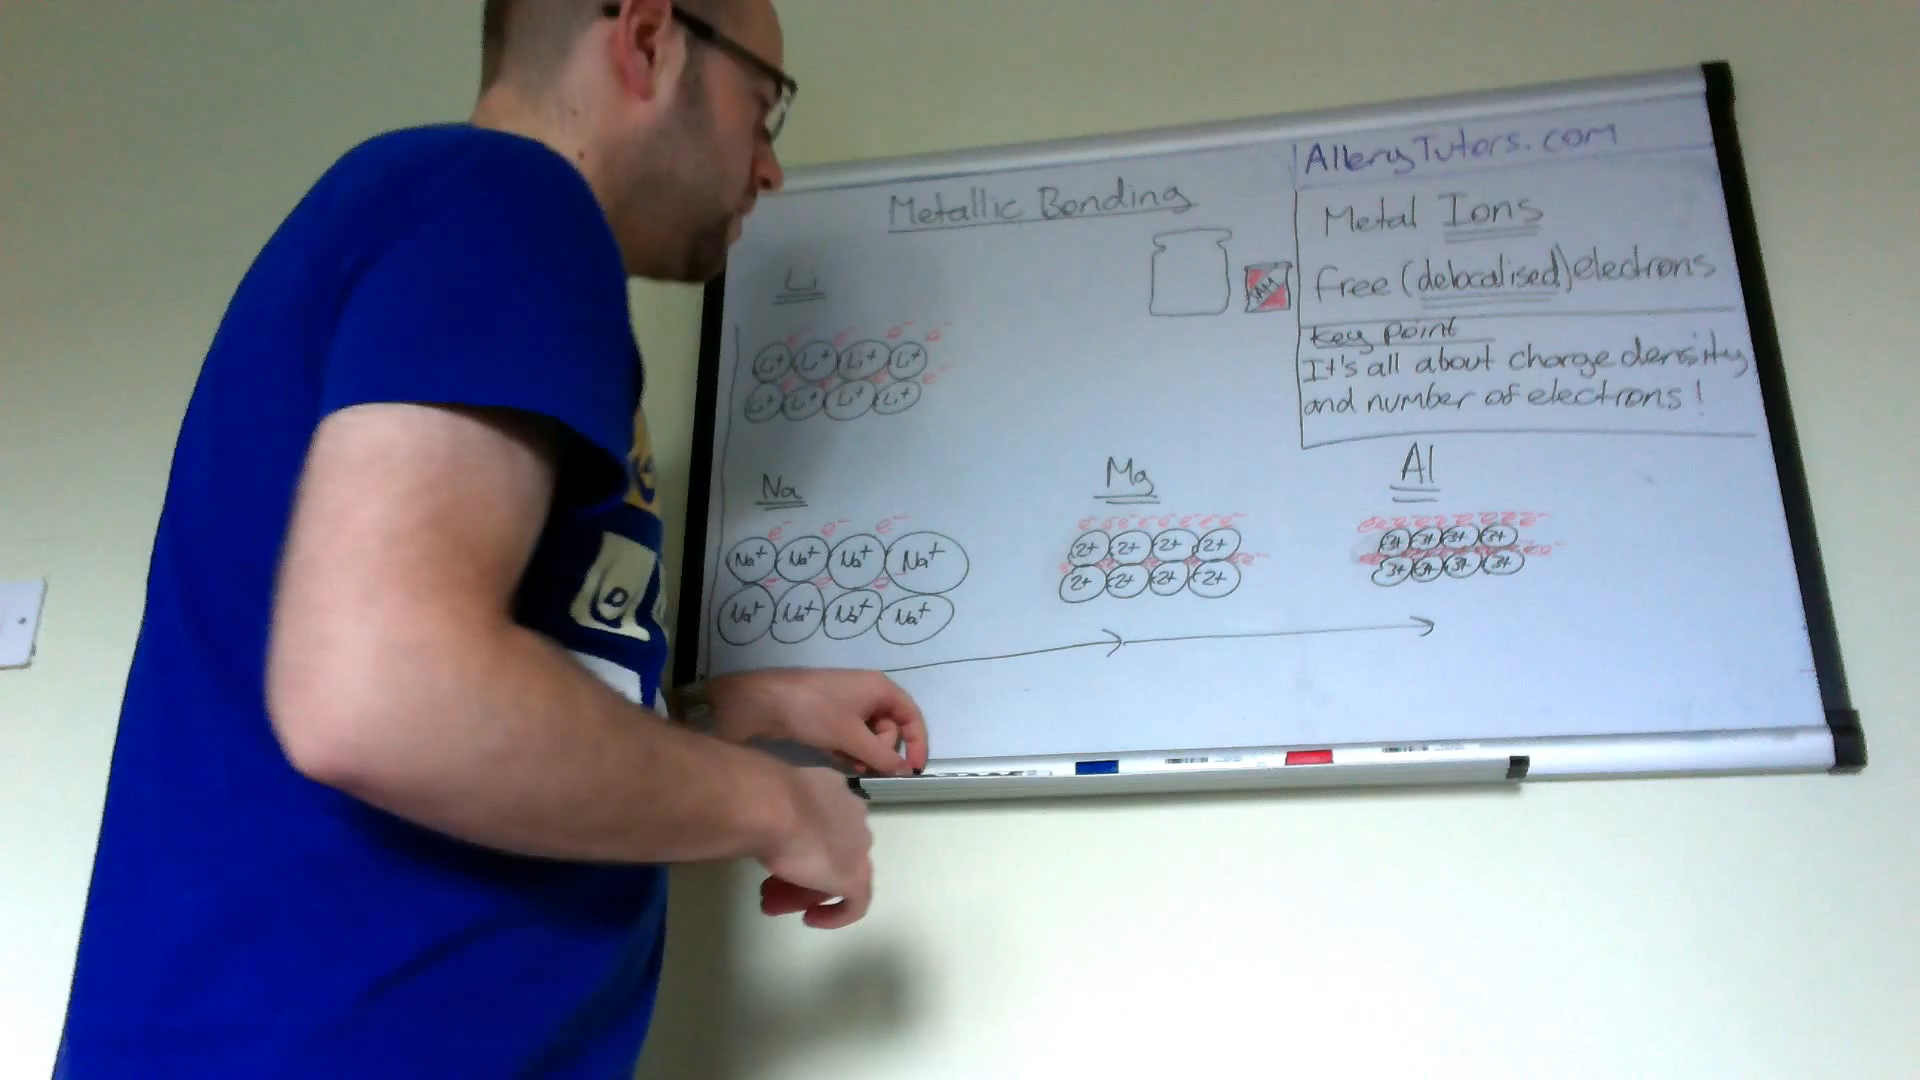 AlleryTutors.com
Metallic Bonding
Metal Ions
free (delocalised) electrons
JAM
Key point
It's all about charge density
and number of electrons!
Li
e- e- e- e-
Li+ Li+ Li+ Li+
e-
Li+ Li+ Li+ Li+
Na
e- e- e-
Na+ Na+ Na+ Na+
Na+ Na+ Na+ Na+
Mg
2+ 2+ 2+ 2+
2+ 2+ 2+ 2+
Al
3+ 3+ 3+ 3+
3+ 3+ 3+ 3+
D